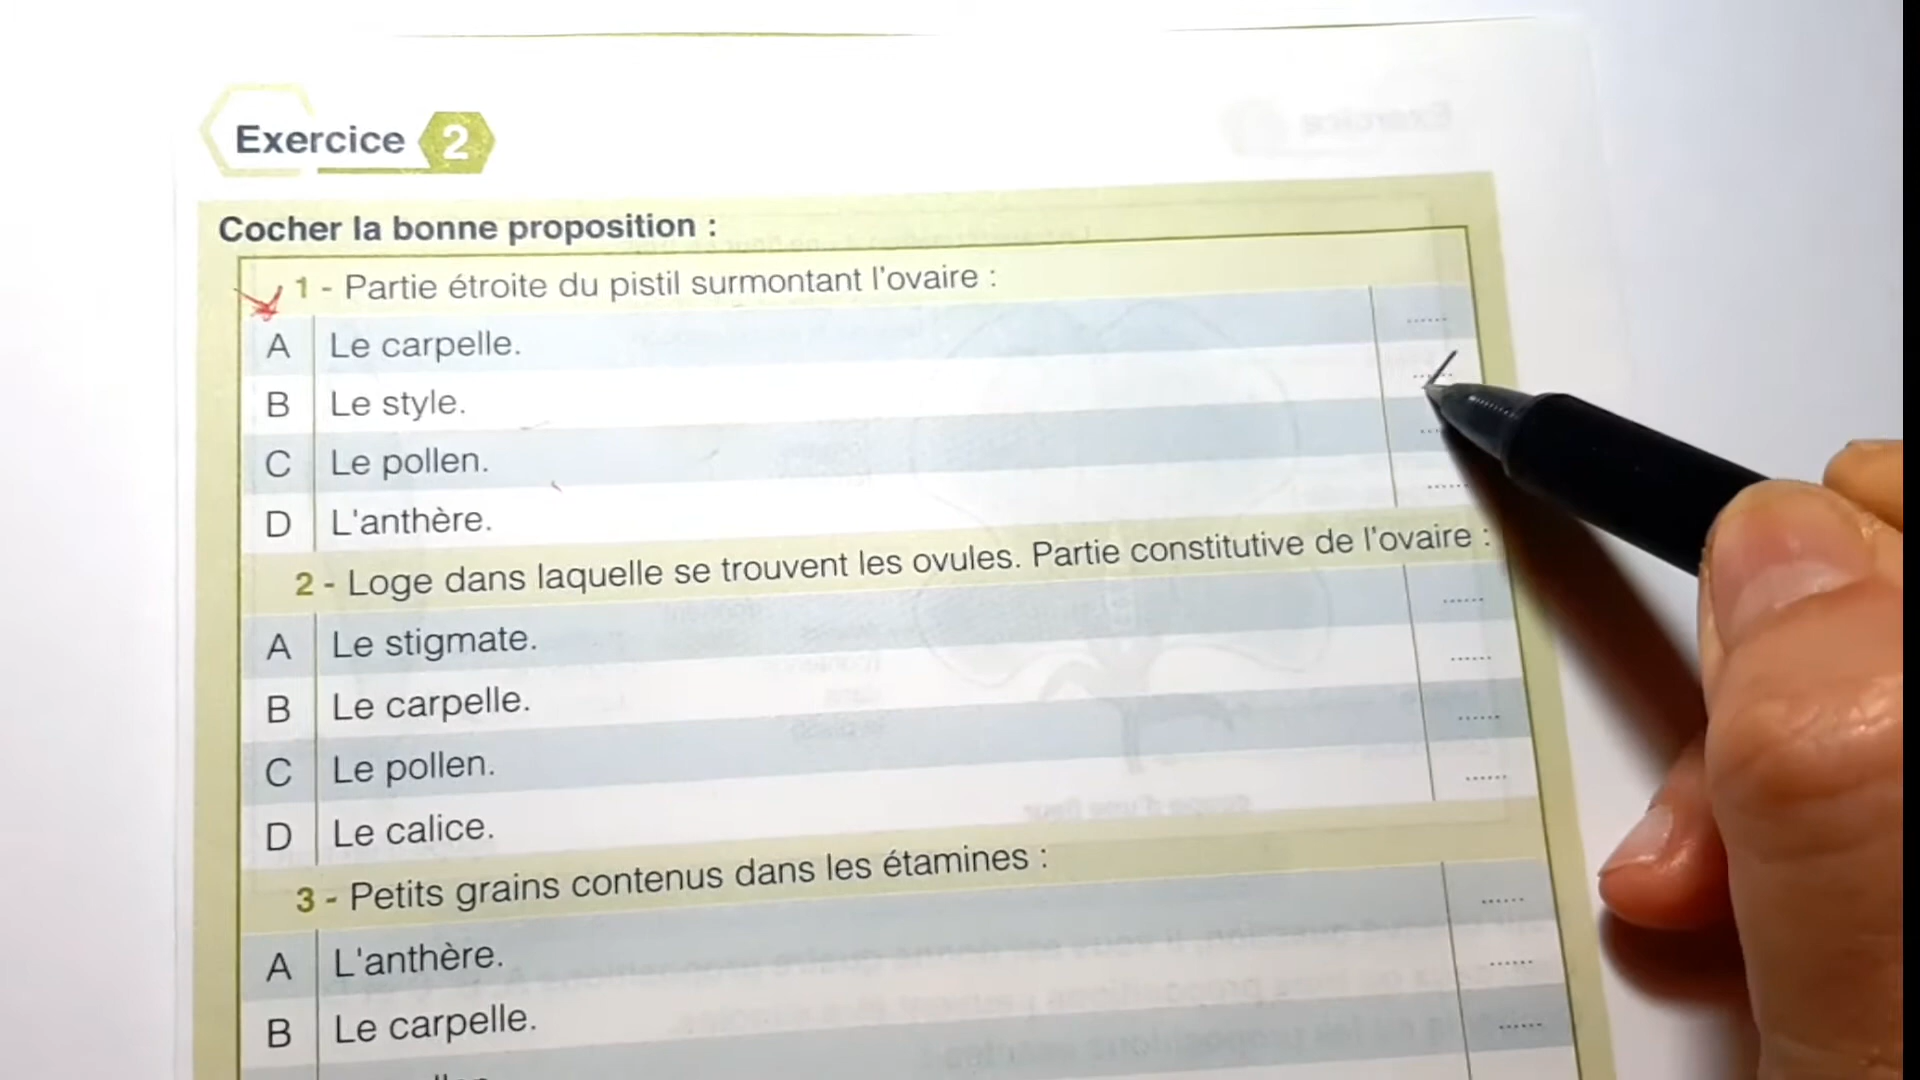 Exercice 2
Cocher la bonne proposition :
1 - Partie étroite du pistil surmontant l'ovaire :
A Le carpelle. ......
B Le style. ......
C Le pollen. ......
D L'anthère. ......
2 - Loge dans laquelle se trouvent les ovules. Partie constitutive de l'ovaire :
A Le stigmate. ......
B Le carpelle. ......
C Le pollen. ......
D Le calice. ......
3 - Petits grains contenus dans les étamines :
A L'anthère. ......
B Le carpelle. ......